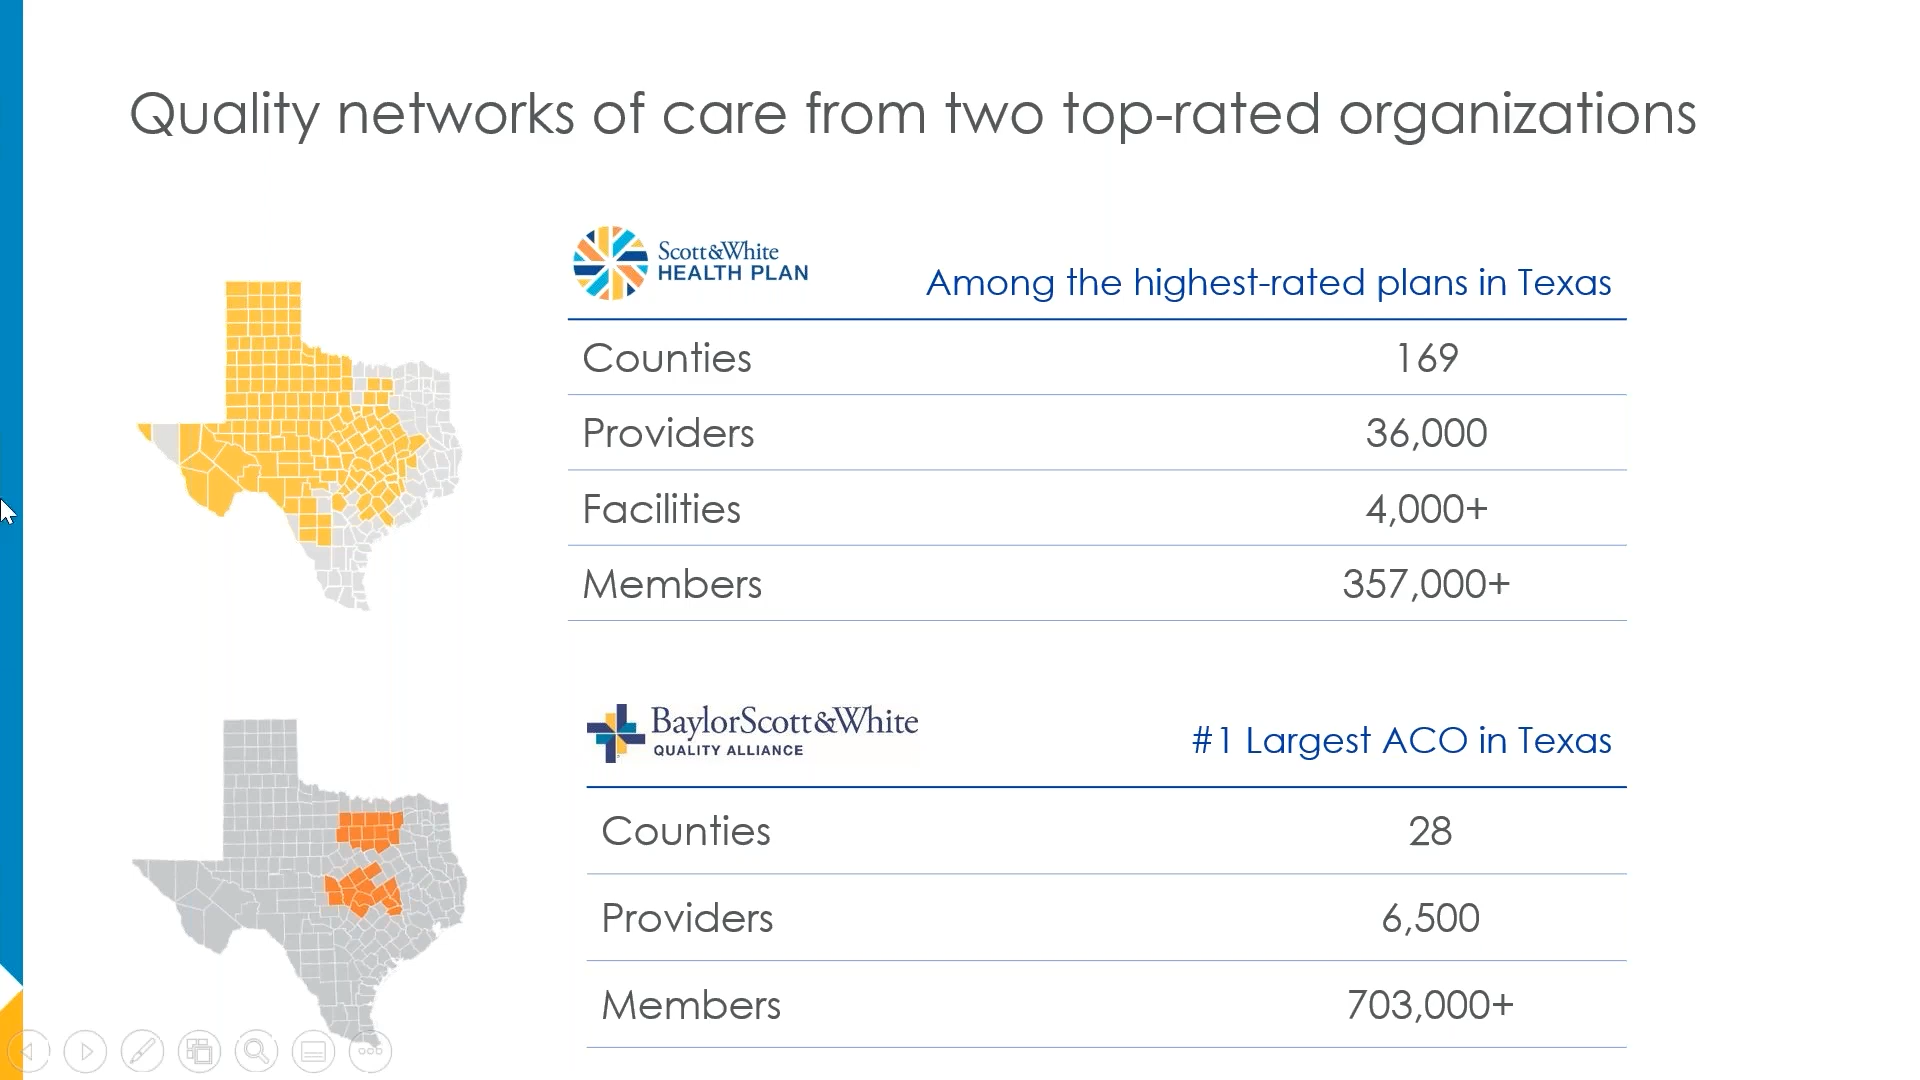 Quality networks of care from two top-rated organizations
Scott&White
HEALTH PLAN
Among the highest-rated plans in Texas
Counties 169
Providers 36,000
Facilities 4,000+
Members 357,000+
BaylorScott&White
QUALITY ALLIANCE
#1 Largest ACO in Texas
Counties 28
Providers 6,500
Members 703,000+